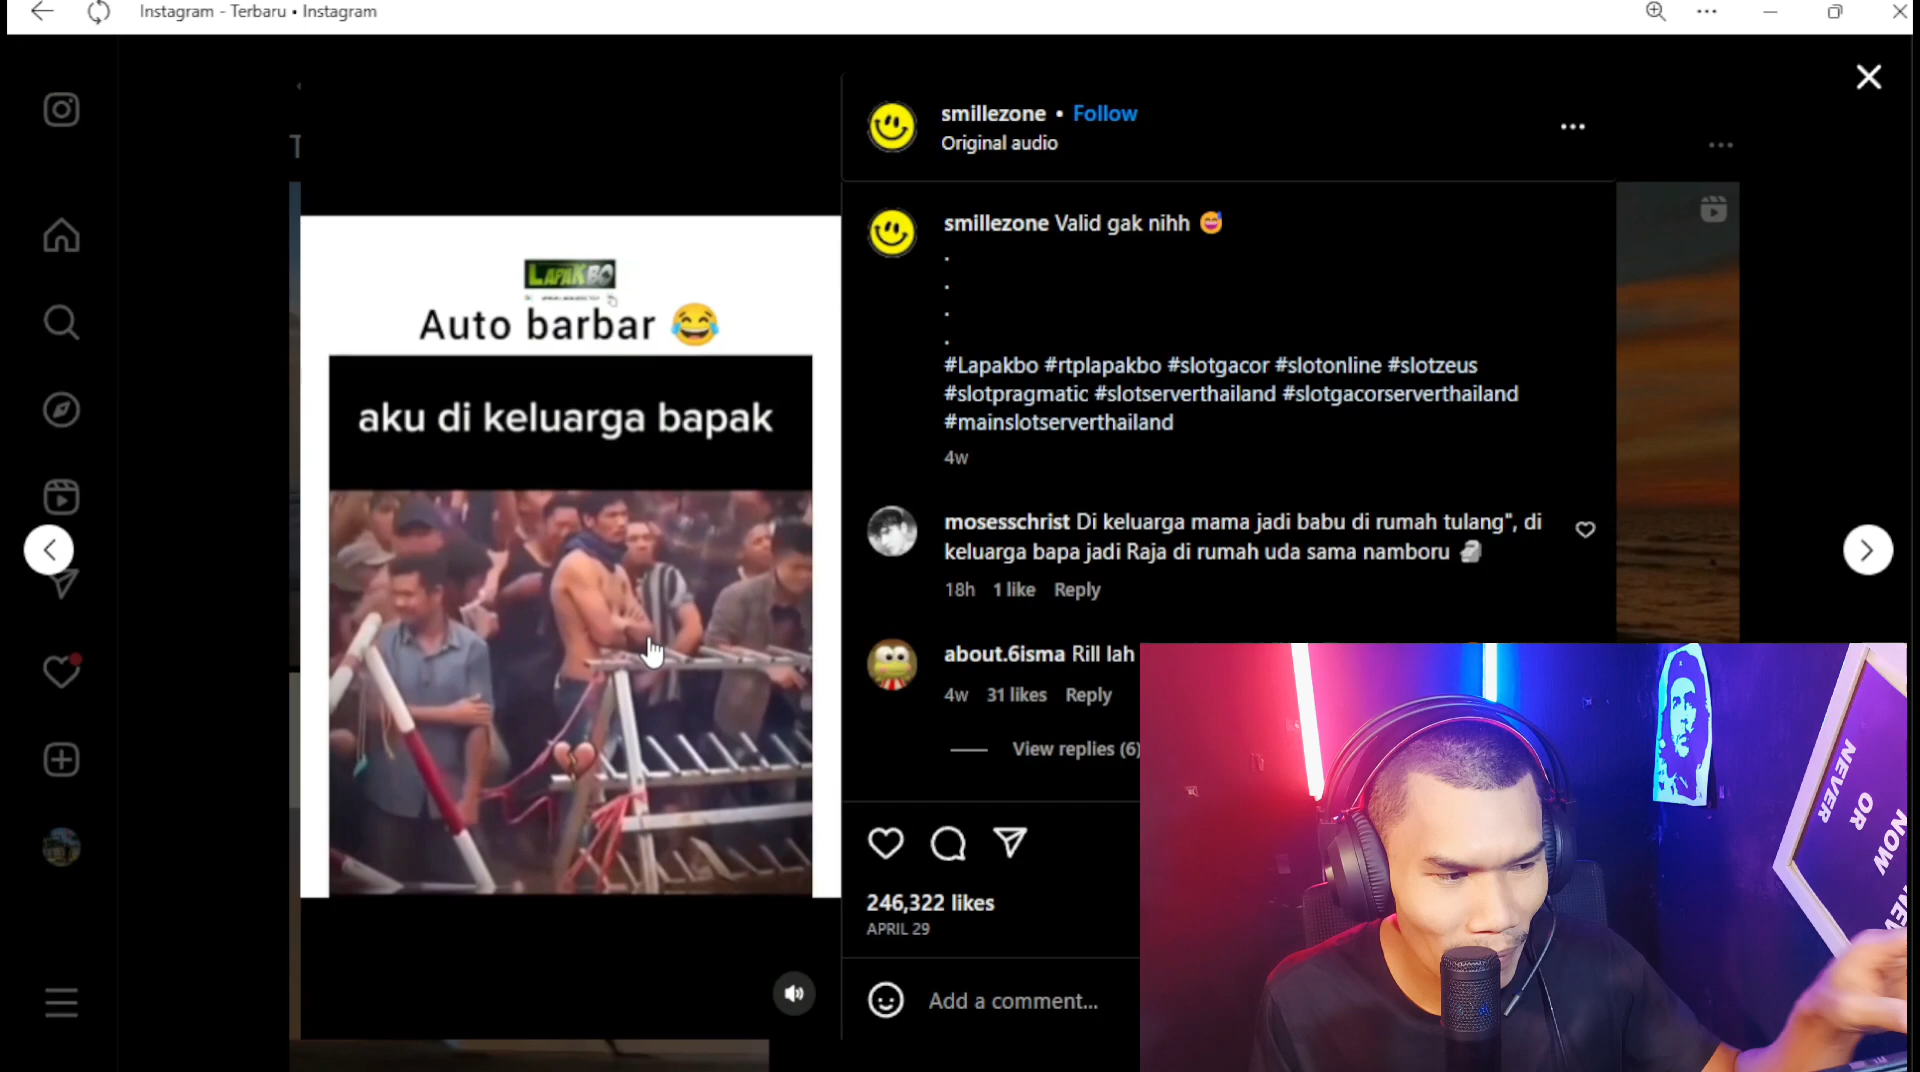 Instagram - Terbaru • Instagram
T
LAPAKBO
Auto barbar 😂
aku di keluarga bapak
smillezone • Follow
Original audio
smillezone Valid gak nihh 😅
.
.
.
.
#Lapakbo #rtplapakbo #slotgacor #slotonline #slotzeus
#slotpragmatic #slotserverthailand #slotgacorserverthailand
#mainslotserverthailand
4w
mosesschrist Di keluarga mama jadi babu di rumah tulang", di
keluarga bapa jadi Raja di rumah uda sama namboru 🗿
18h 1 like Reply
about.6isma Rill lah
4w 31 likes Reply
View replies (6)
246,322 likes
APRIL 29
Add a comment...
NOW
OR
NEVER